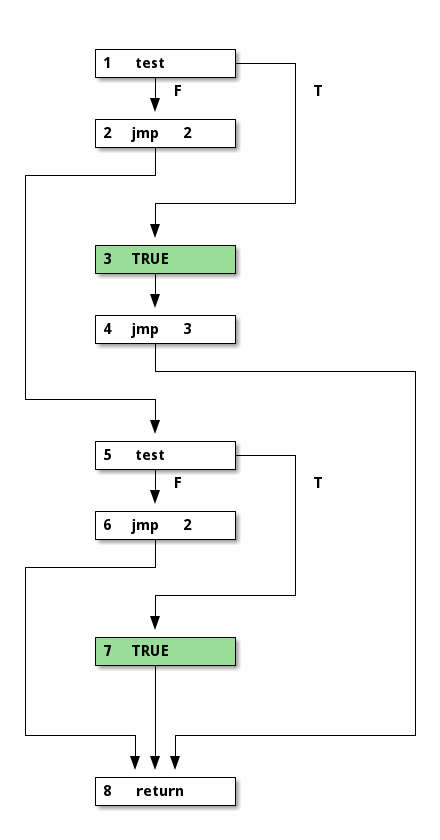 1 test
F T
2 jmp 2
3 TRUE
4 jmp 3
5 test
F T
6 jmp 2
7 TRUE
8 return